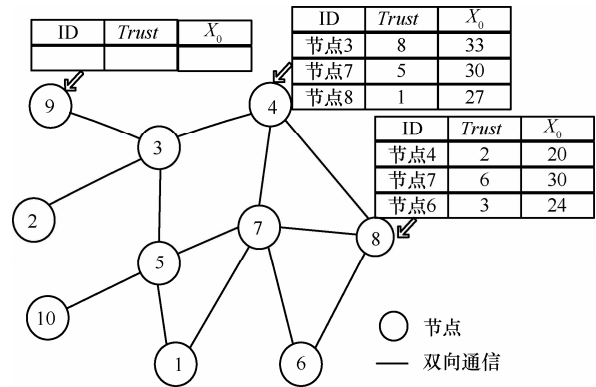 ID Trust X₀
ID Trust X₀
节点3 8 33
节点7 5 30
节点8 1 27
ID Trust X₀
节点4 2 20
节点7 6 30
节点6 3 24
9
4
3
2
7
8
5
10
1
6
节点
双向通信